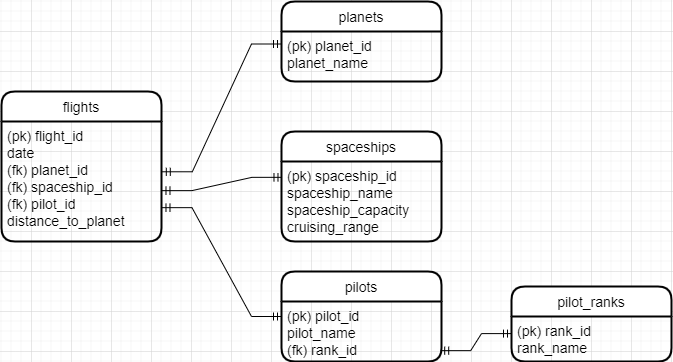 planets
(pk) planet_id
planet_name
flights
(pk) flight_id
date
(fk) planet_id
(fk) spaceship_id
(fk) pilot_id
distance_to_planet
spaceships
(pk) spaceship_id
spaceship_name
spaceship_capacity
cruising_range
pilots
(pk) pilot_id
pilot_name
(fk) rank_id
pilot_ranks
(pk) rank_id
rank_name